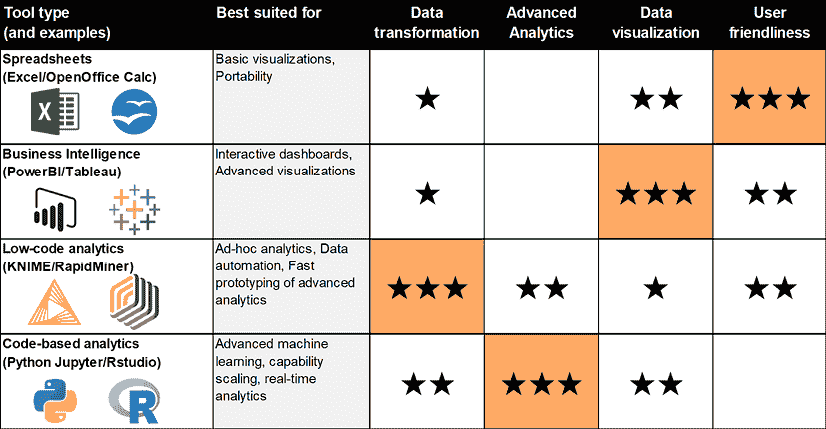 Tool type
(and examples)
Best suited for
Data
transformation
Advanced
Analytics
Data
visualization
User
friendliness
Spreadsheets
(Excel/OpenOffice Calc)
X
Basic visualizations,
Portability
Business Intelligence
(PowerBI/Tableau)
Interactive dashboards,
Advanced visualizations
Low-code analytics
(KNIME/RapidMiner)
Ad-hoc analytics, Data
automation, Fast
prototyping of advanced
analytics
Code-based analytics
(Python Jupyter/Rstudio)
R
Advanced machine
learning, capability
scaling, real-time
analytics